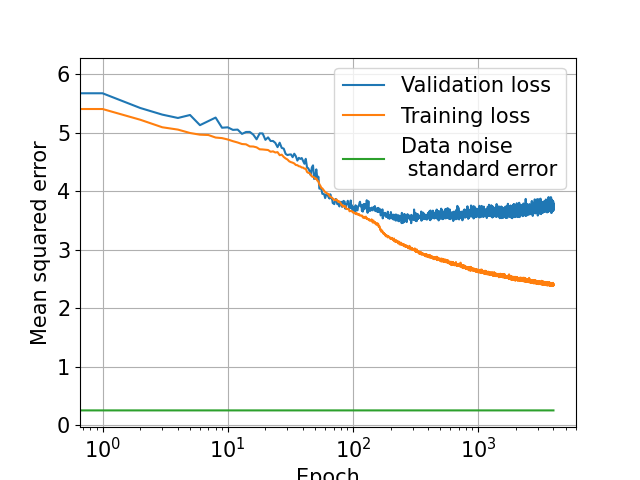 Validation loss
Training loss
Data noise
standard error
Mean squared error
6
5
4
3
2
1
0
10⁰ 10¹ 10² 10³
Epoch